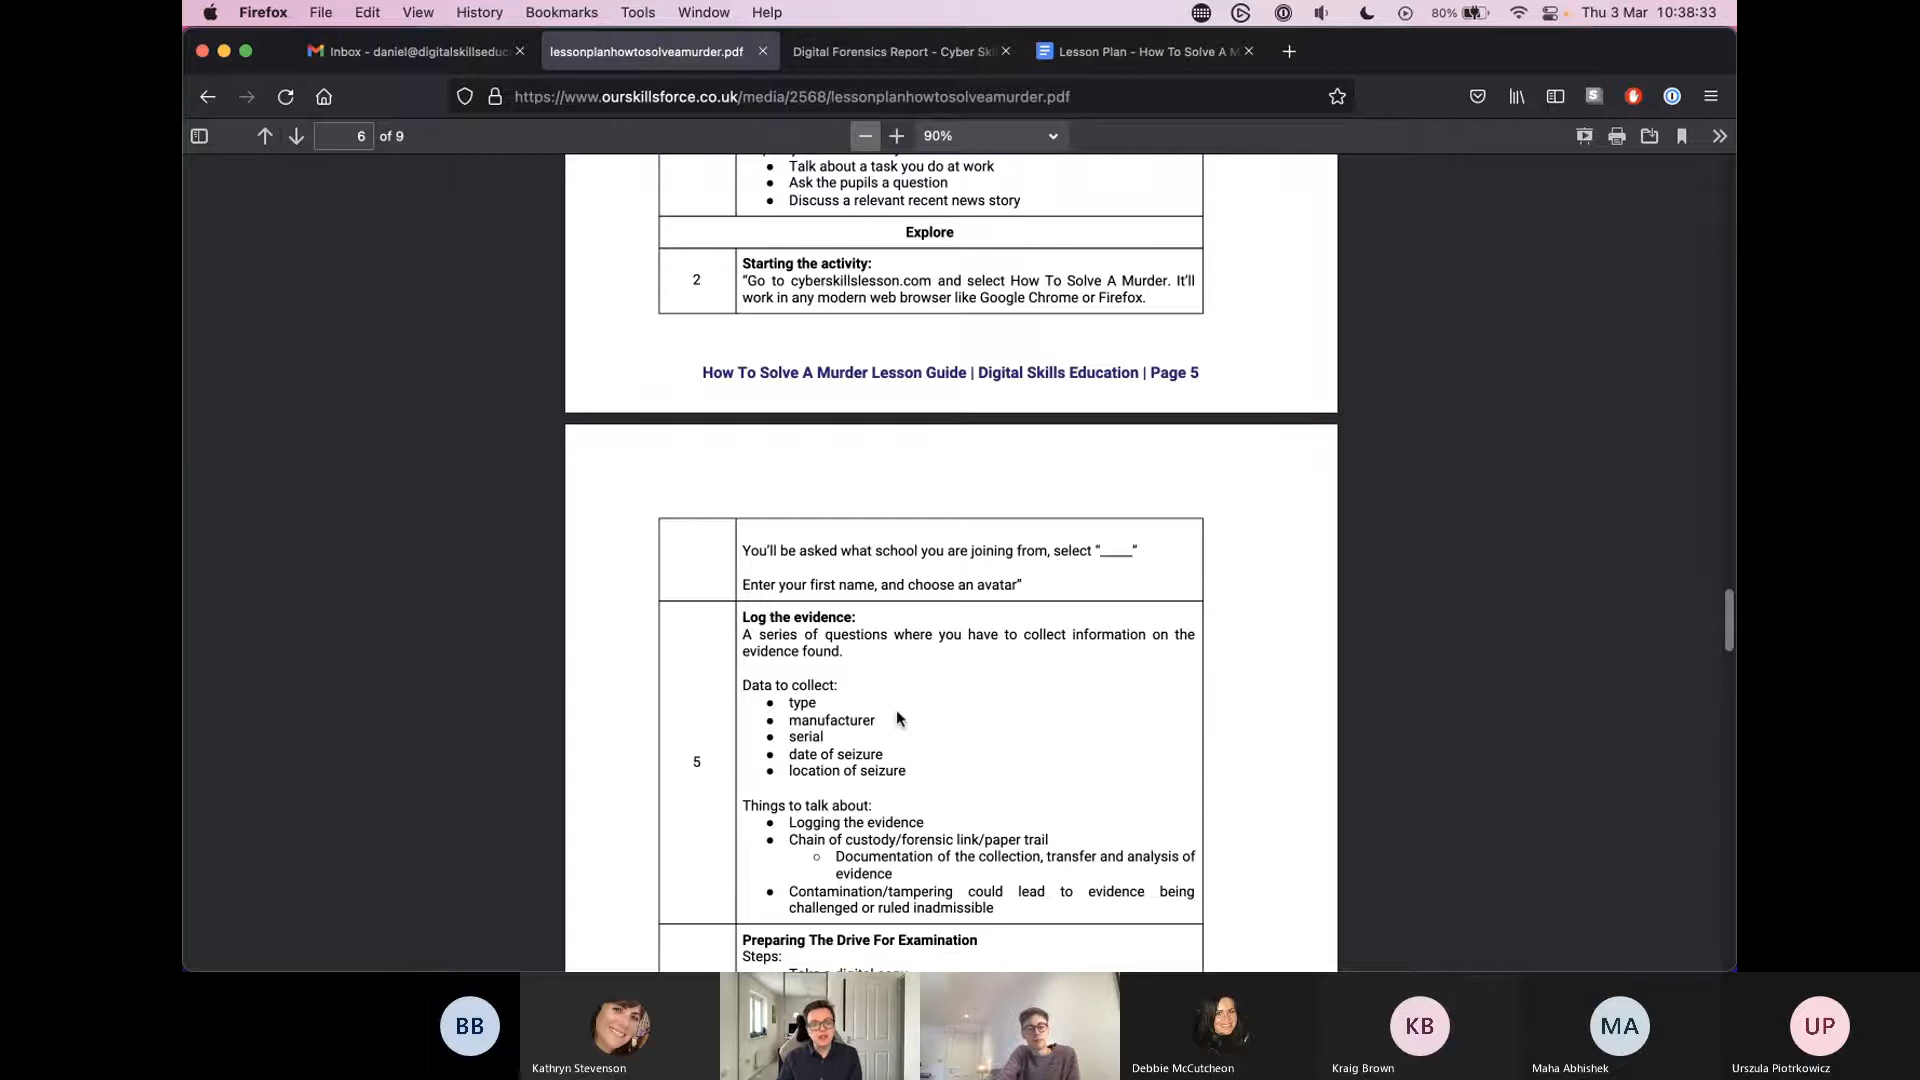 Firefox File Edit View History Bookmarks Tools Window Help 80% Thu 3 Mar 10:38:33
Inbox - daniel@digitalskillseduc
lessonplanhowtosolveamurder.pdf
Digital Forensics Report - Cyber Ski
Lesson Plan - How To Solve A M
https://www.ourskillsforce.co.uk/media/2568/lessonplanhowtosolveamurder.pdf
6 of 9
90%
● Talk about a task you do at work
● Ask the pupils a question
● Discuss a relevant recent news story
Explore
2
Starting the activity:
“Go to cyberskillslesson.com and select How To Solve A Murder. It’ll
work in any modern web browser like Google Chrome or Firefox.
How To Solve A Murder Lesson Guide | Digital Skills Education | Page 5
You’ll be asked what school you are joining from, select “_____”
Enter your first name, and choose an avatar”
5
Log the evidence:
A series of questions where you have to collect information on the
evidence found.
Data to collect:
● type
● manufacturer
● serial
● date of seizure
● location of seizure
Things to talk about:
● Logging the evidence
● Chain of custody/forensic link/paper trail
○ Documentation of the collection, transfer and analysis of
evidence
● Contamination/tampering could lead to evidence being
challenged or ruled inadmissible
Preparing The Drive For Examination
Steps:
BB
KB
MA
UP
Kathryn Stevenson
Debbie McCutcheon
Kraig Brown
Maha Abhishek
Urszula Piotrkowicz